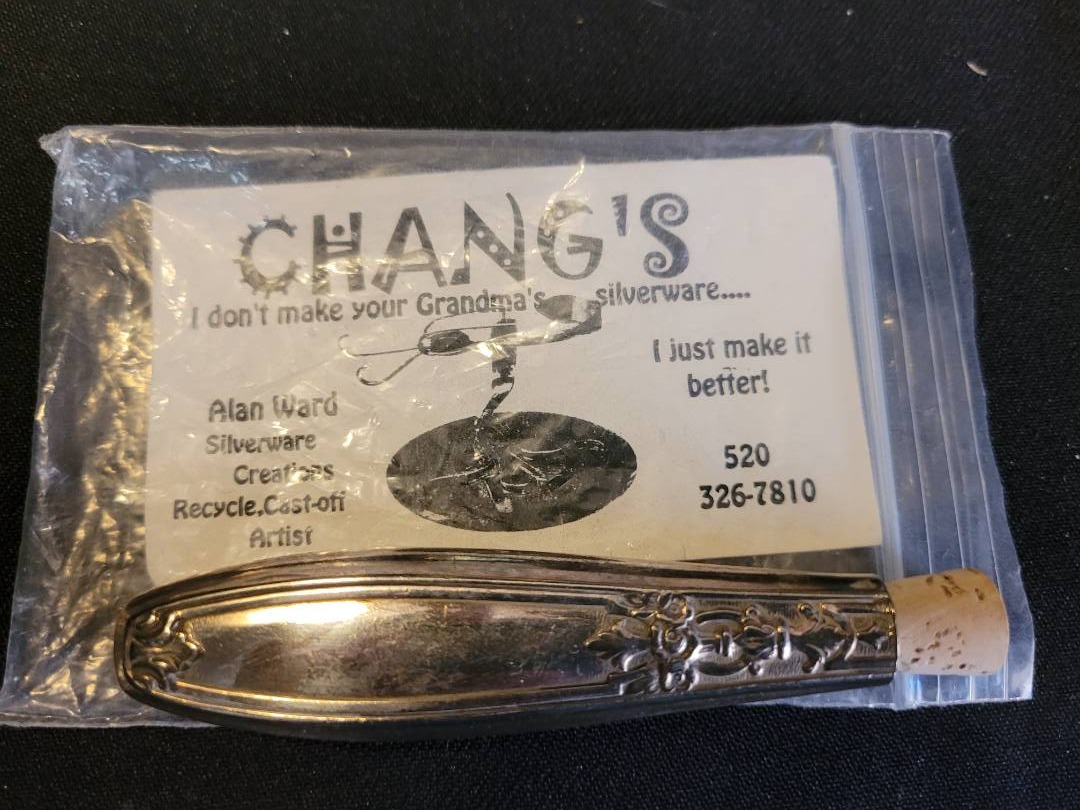 CHANG'S
I don't make your Grandma's silverware....
I just make it
better!
Alan Ward
Silverware
Creations
Recycle,Cast-off
Artist
520
326-7810